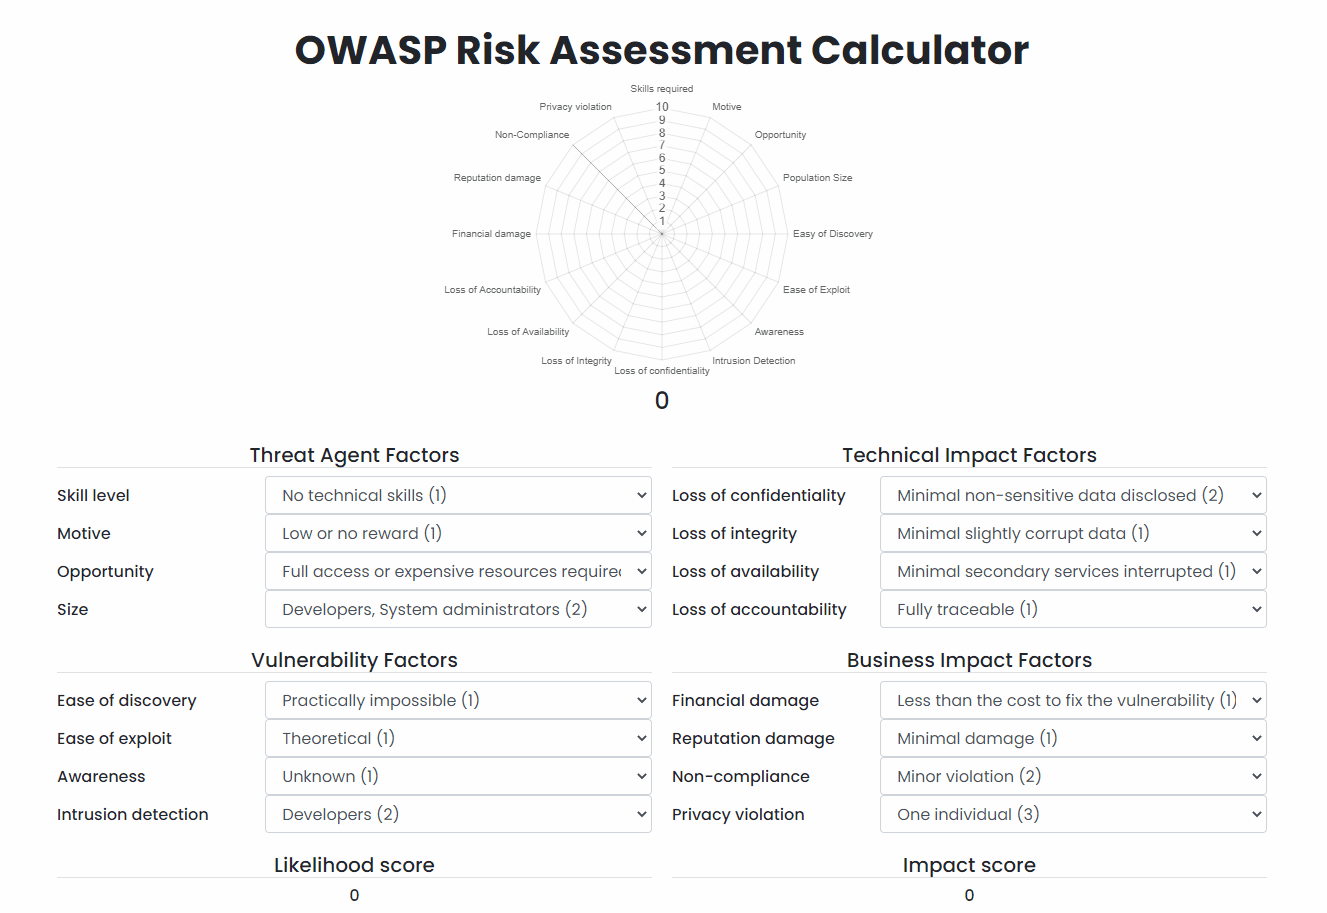 OWASP Risk Assessment Calculator
Skills required
Privacy violation
10
Motive
Non-Compliance
9
8
Opportunity
7
6
Reputation damage
5
Population Size
4
3
2
1
Financial damage
Easy of Discovery
Loss of Accountability
Ease of Exploit
Loss of Availability
Awareness
Loss of Integrity
Intrusion Detection
Loss of confidentiality
0
Threat Agent Factors
Skill level No technical skills (1)
Motive Low or no reward (1)
Opportunity Full access or expensive resources required
Size Developers, System administrators (2)
Technical Impact Factors
Loss of confidentiality Minimal non-sensitive data disclosed (2)
Loss of integrity Minimal slightly corrupt data (1)
Loss of availability Minimal secondary services interrupted (1)
Loss of accountability Fully traceable (1)
Vulnerability Factors
Ease of discovery Practically impossible (1)
Ease of exploit Theoretical (1)
Awareness Unknown (1)
Intrusion detection Developers (2)
Business Impact Factors
Financial damage Less than the cost to fix the vulnerability (1)
Reputation damage Minimal damage (1)
Non-compliance Minor violation (2)
Privacy violation One individual (3)
Likelihood score
0
Impact score
0